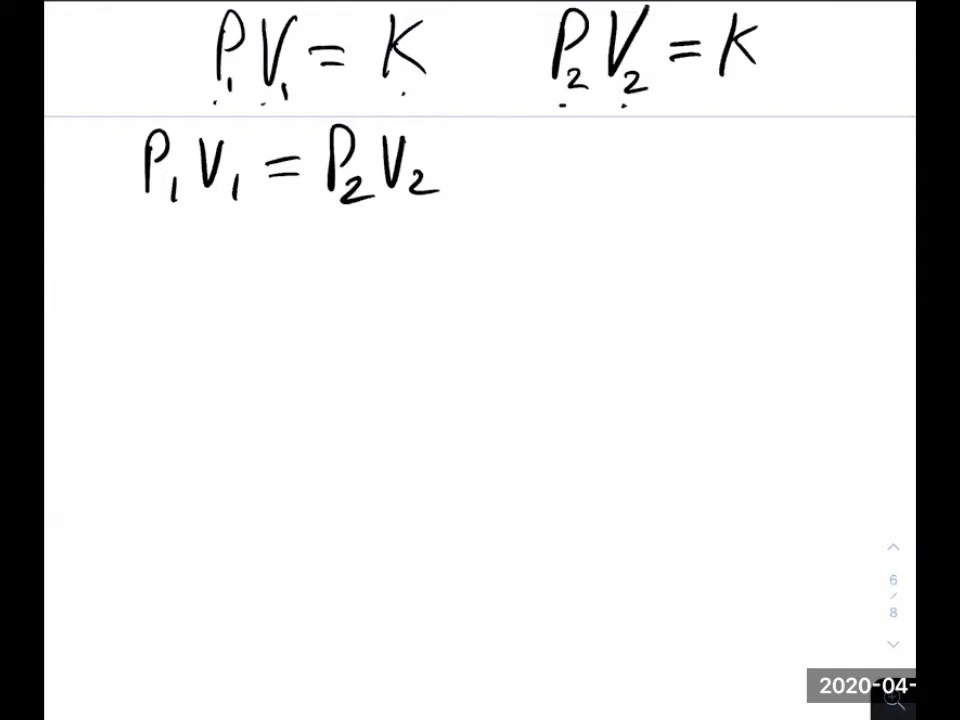 P₁V₁ = K P₂V₂ = K
P₁V₁ = P₂V₂
6
/
8
2020-04-